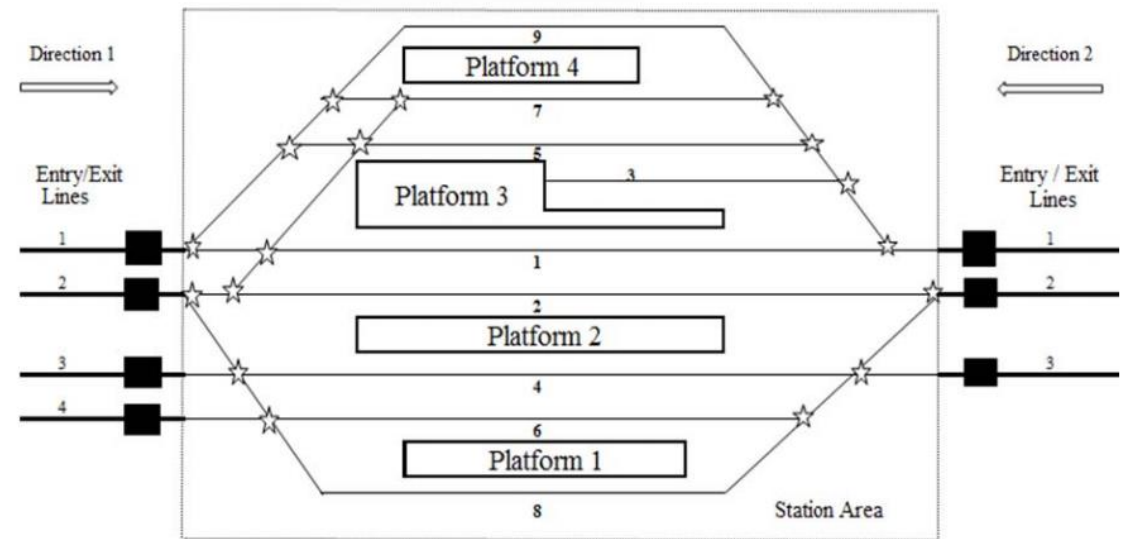 Direction 1
9
Platform 4
Direction 2
7
5
3
Platform 3
Entry/Exit
Lines
Entry / Exit
Lines
1
1
1
2
2
2
Platform 2
3
4
3
4
6
Platform 1
8
Station Area